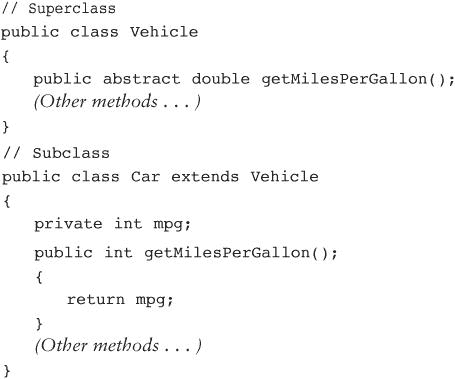 // Superclass
public class Vehicle
{
public abstract double getMilesPerGallon();
(Other methods . . . )
}
// Subclass
public class Car extends Vehicle
{
private int mpg;
public int getMilesPerGallon();
{
return mpg;
}
(Other methods . . . )
}